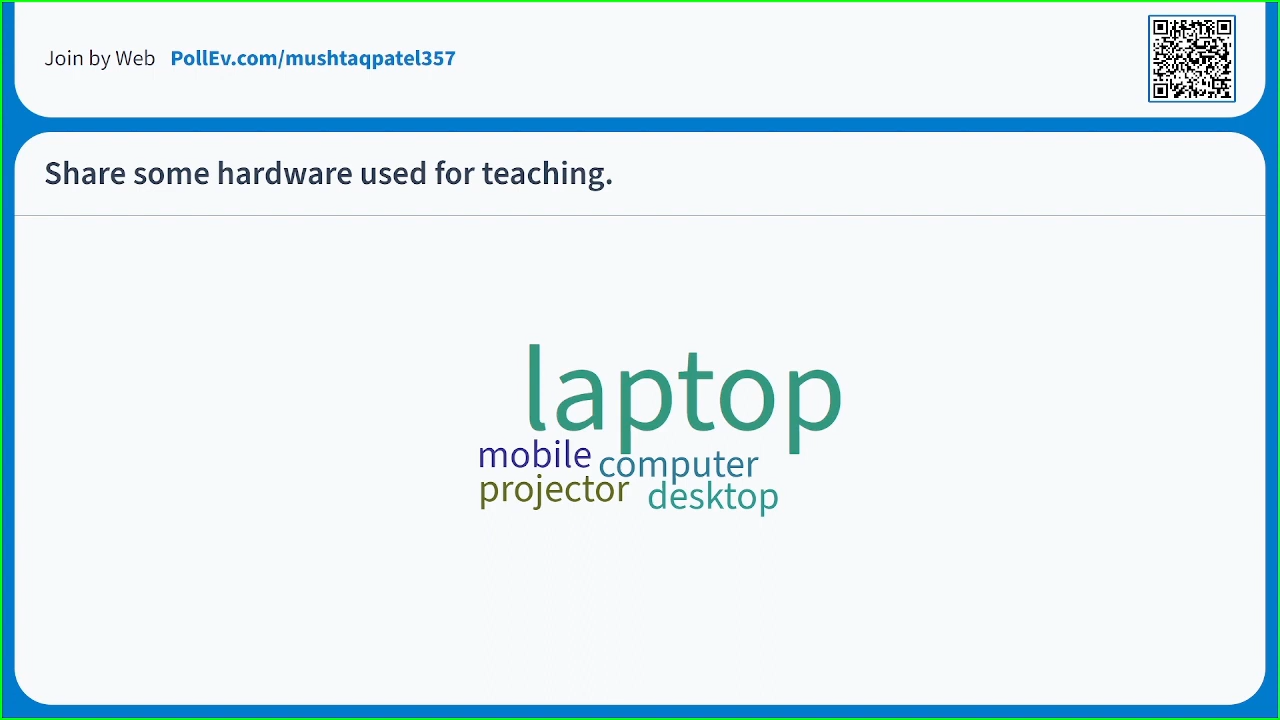 Join by Web PollEv.com/mushtaqpatel357
Share some hardware used for teaching.
laptop
mobile computer
projector desktop